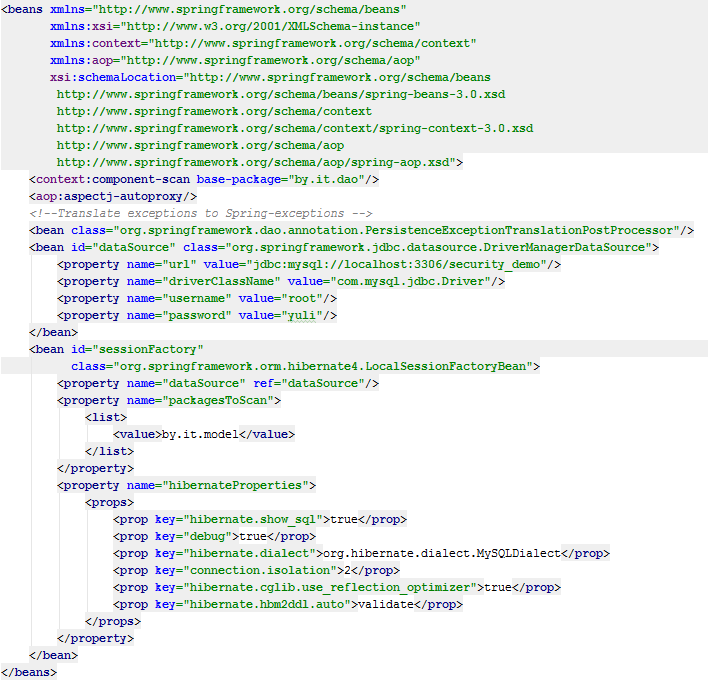 <beans xmlns="http://www.springframework.org/schema/beans"
xmlns:xsi="http://www.w3.org/2001/XMLSchema-instance"
xmlns:context="http://www.springframework.org/schema/context"
xmlns:aop="http://www.springframework.org/schema/aop"
xsi:schemaLocation="http://www.springframework.org/schema/beans
http://www.springframework.org/schema/beans/spring-beans-3.0.xsd
http://www.springframework.org/schema/context
http://www.springframework.org/schema/context/spring-context-3.0.xsd
http://www.springframework.org/schema/aop
http://www.springframework.org/schema/aop/spring-aop.xsd">
<context:component-scan base-package="by.it.dao"/>
<aop:aspectj-autoproxy/>
<!--Translate exceptions to Spring-exceptions -->
<bean class="org.springframework.dao.annotation.PersistenceExceptionTranslationPostProcessor"/>
<bean id="dataSource" class="org.springframework.jdbc.datasource.DriverManagerDataSource">
<property name="url" value="jdbc:mysql://localhost:3306/security_demo"/>
<property name="driverClassName" value="com.mysql.jdbc.Driver"/>
<property name="username" value="root"/>
<property name="password" value="yuli"/>
</bean>
<bean id="sessionFactory"
class="org.springframework.orm.hibernate4.LocalSessionFactoryBean">
<property name="dataSource" ref="dataSource"/>
<property name="packagesToScan">
<list>
<value>by.it.model</value>
</list>
</property>
<property name="hibernateProperties">
<props>
<prop key="hibernate.show_sql">true</prop>
<prop key="debug">true</prop>
<prop key="hibernate.dialect">org.hibernate.dialect.MySQLDialect</prop>
<prop key="connection.isolation">2</prop>
<prop key="hibernate.cglib.use_reflection_optimizer">true</prop>
<prop key="hibernate.hbm2ddl.auto">validate</prop>
</props>
</property>
</bean>
</beans>